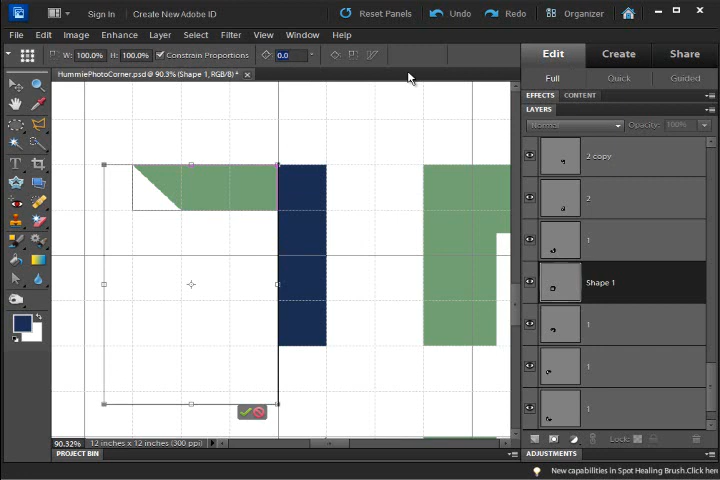 Sign In Create New Adobe ID Reset Panels Undo Redo Organizer
File Edit Image Enhance Layer Select Filter View Window Help
W: 100.0% H: 100.0% Constrain Proportions 0.0
Edit Create Share
HummiePhotoCorner.psd @ 90.3% (Shape 1, RGB/8) *
Full Quick Guided
EFFECTS CONTENT
LAYERS
Normal Opacity: 100%
2 copy
2
1
Shape 1
1
1
1
90.32% 12 inches x 12 inches (300 ppi) Lock:
PROJECT BIN ADJUSTMENTS
New capabilities in Spot Healing Brush.Click here